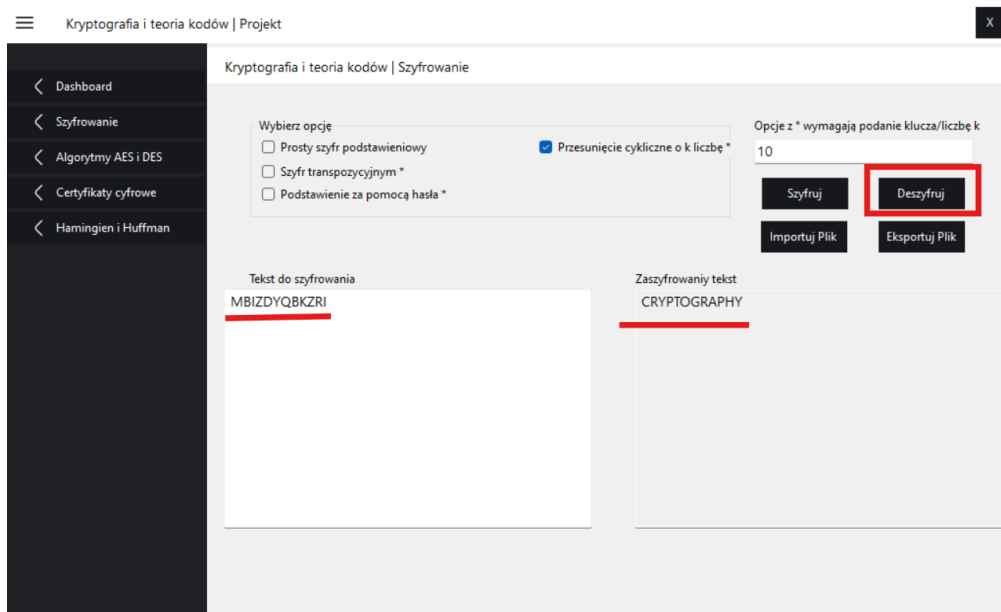 Kryptografia i teoria kodów | Projekt
X
Dashboard
Szyfrowanie
Algorytmy AES i DES
Certyfikaty cyfrowe
Hamingien i Huffman
Kryptografia i teoria kodów | Szyfrowanie
Wybierz opcję
Prosty szyfr podstawieniowy
Szyfr transpozycyjnym *
Podstawienie za pomocą hasła *
Przesunięcie cykliczne o k liczbę *
Opcje z * wymagają podanie klucza/liczbę k
10
Szyfruj
Deszyfruj
Importuj Plik
Eksportuj Plik
Tekst do szyfrowania
MBIZDYQBKZRI
Zaszyfrowaniy tekst
CRYPTOGRAPHY